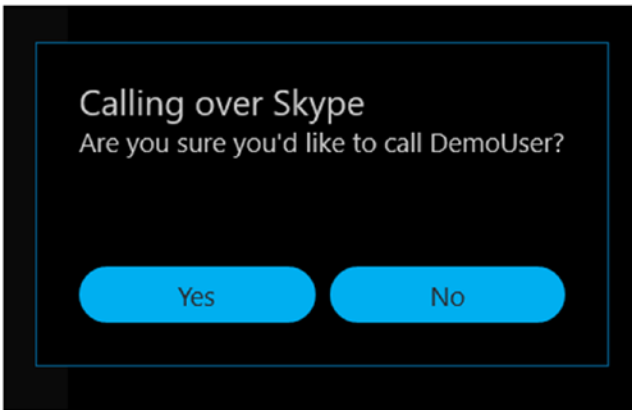 Calling over Skype
Are you sure you'd like to call DemoUser?
Yes
No